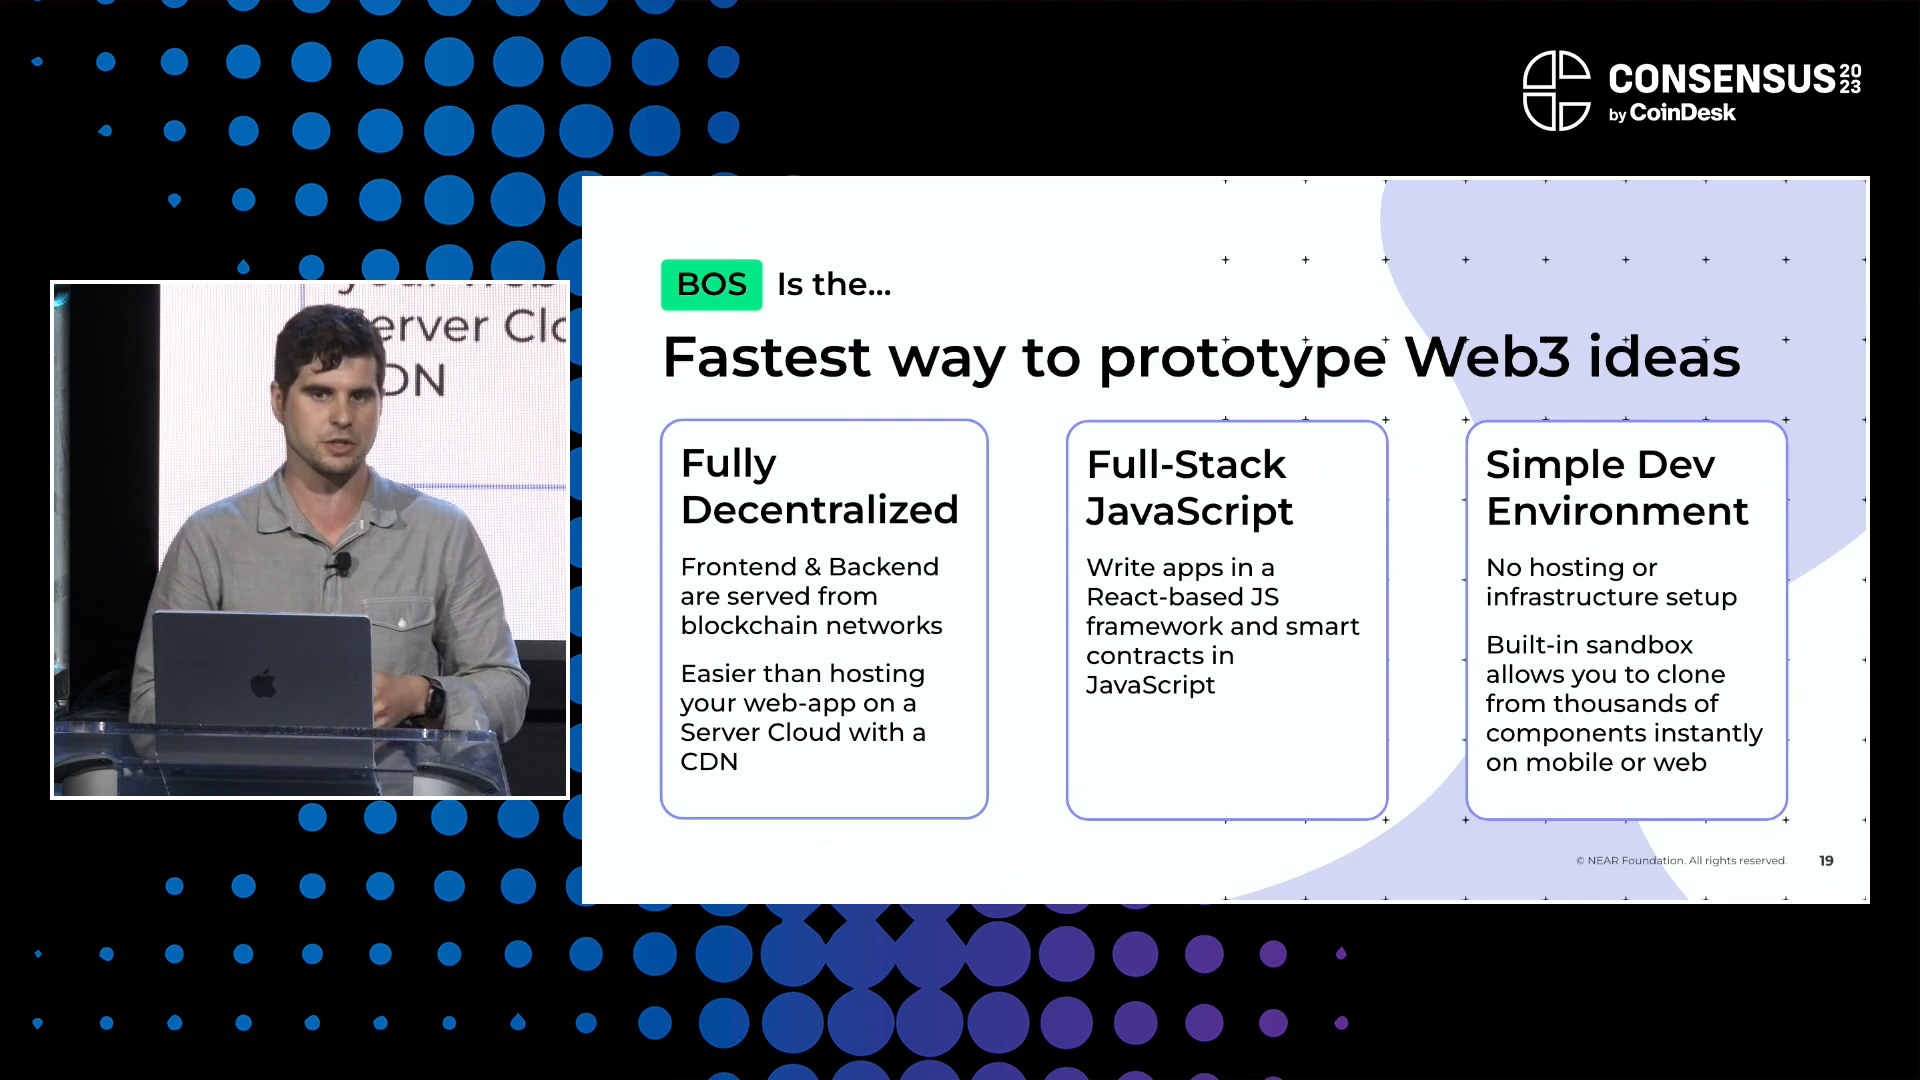 CONSENSUS 20 23
by CoinDesk
BOS Is the...
Fastest way to prototype Web3 ideas
Fully
Decentralized
Frontend & Backend
are served from
blockchain networks
Easier than hosting
your web-app on a
Server Cloud with a
CDN
Full-Stack
JavaScript
Write apps in a
React-based JS
framework and smart
contracts in
JavaScript
Simple Dev
Environment
No hosting or
infrastructure setup
Built-in sandbox
allows you to clone
from thousands of
components instantly
on mobile or web
© NEAR Foundation. All rights reserved. 19